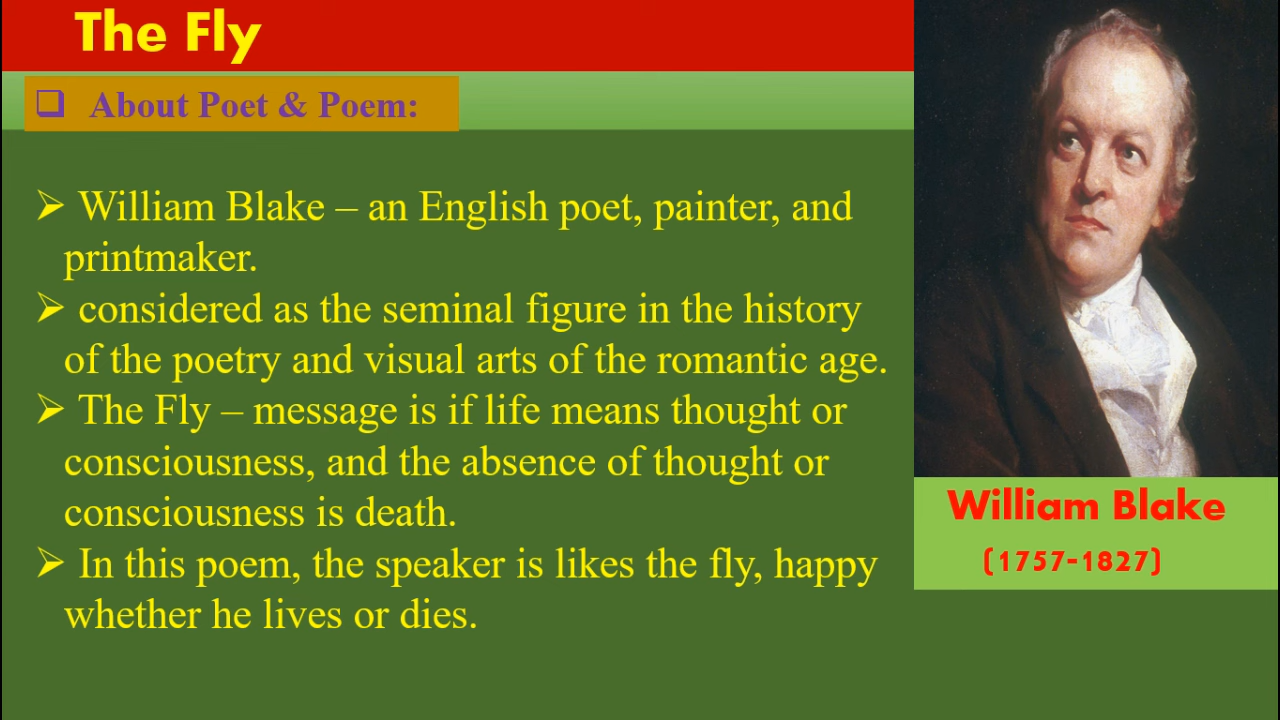 The Fly
❑ About Poet & Poem:
➢ William Blake – an English poet, painter, and
printmaker.
➢ considered as the seminal figure in the history
of the poetry and visual arts of the romantic age.
➢ The Fly – message is if life means thought or
consciousness, and the absence of thought or
consciousness is death.
➢ In this poem, the speaker is likes the fly, happy
whether he lives or dies.
William Blake
(1757-1827)